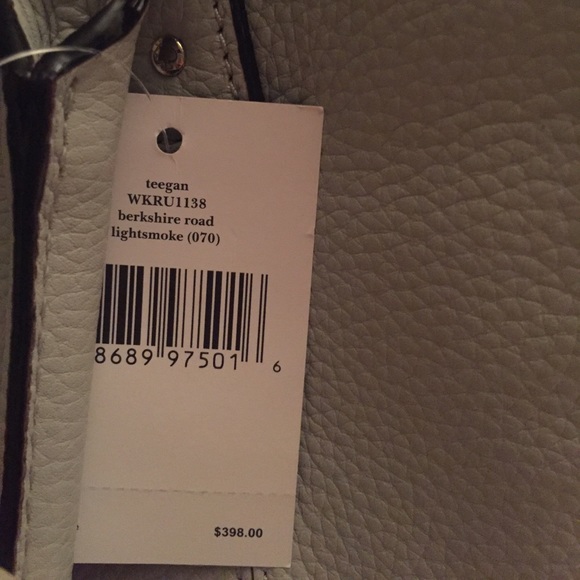 teegan
WKRU1138
berkshire road
lightsmoke (070)
8689 97501 6
$398.00